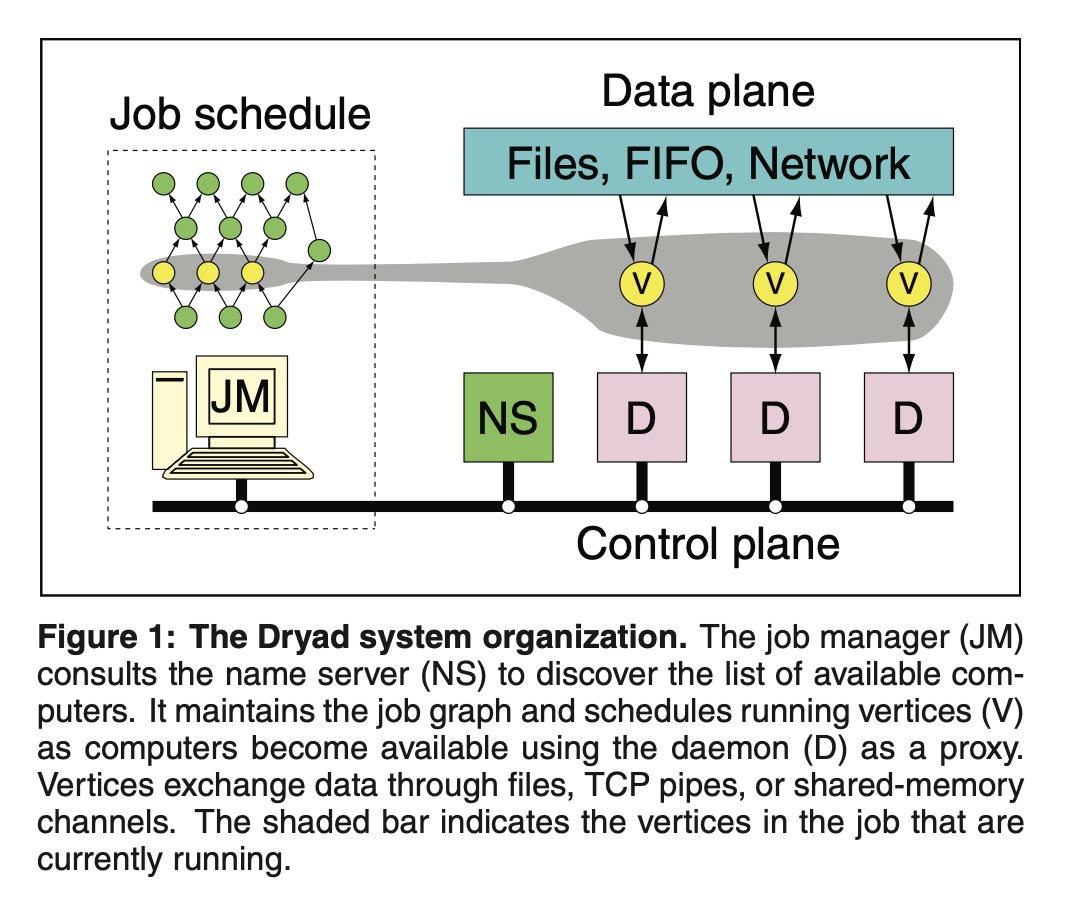 Job schedule
Data plane
Files, FIFO, Network
V V V
JM
NS D D D
Control plane
Figure 1: The Dryad system organization. The job manager (JM)
consults the name server (NS) to discover the list of available com-
puters. It maintains the job graph and schedules running vertices (V)
as computers become available using the daemon (D) as a proxy.
Vertices exchange data through files, TCP pipes, or shared-memory
channels. The shaded bar indicates the vertices in the job that are
currently running.